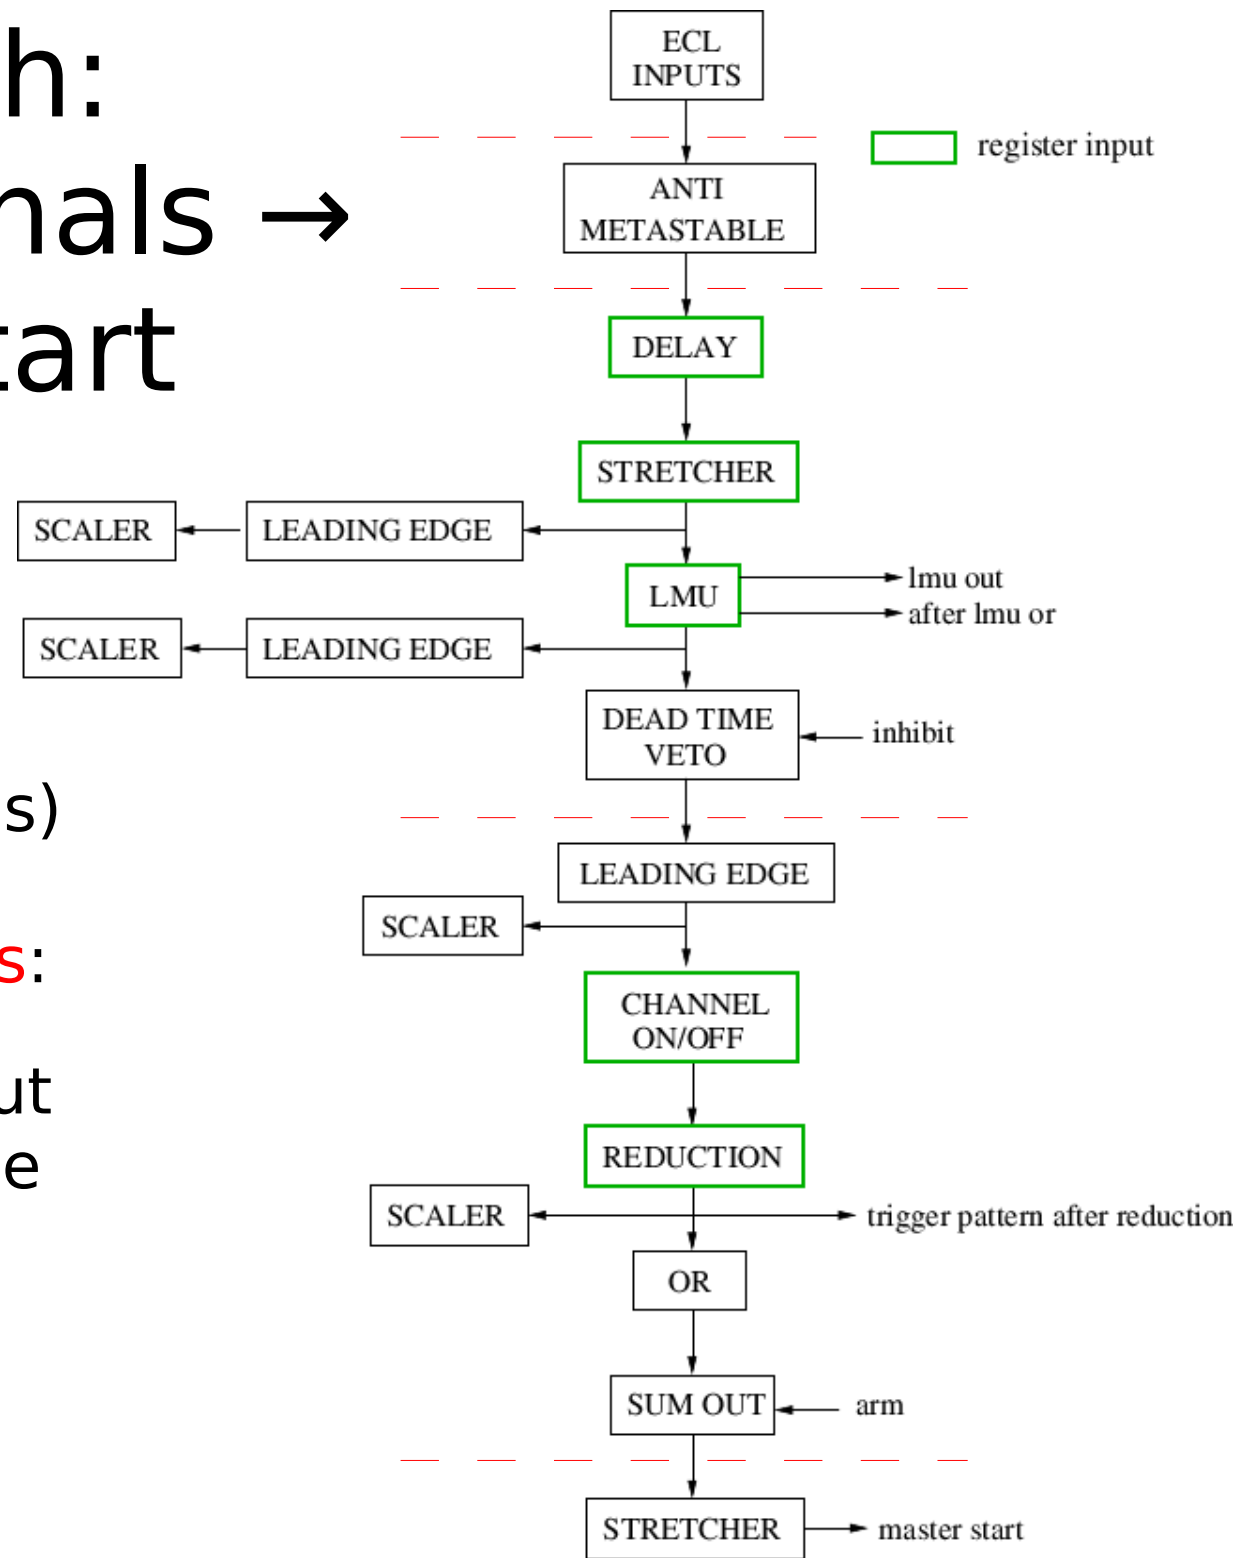 h:
nals →
tart
s)
s:
ut
e
ECL
INPUTS
register input
ANTI
METASTABLE
DELAY
STRETCHER
SCALER
LEADING EDGE
LMU
lmu out
after lmu or
SCALER
LEADING EDGE
DEAD TIME
VETO
inhibit
LEADING EDGE
SCALER
CHANNEL
ON/OFF
REDUCTION
SCALER
trigger pattern after reduction
OR
SUM OUT
arm
STRETCHER
master start